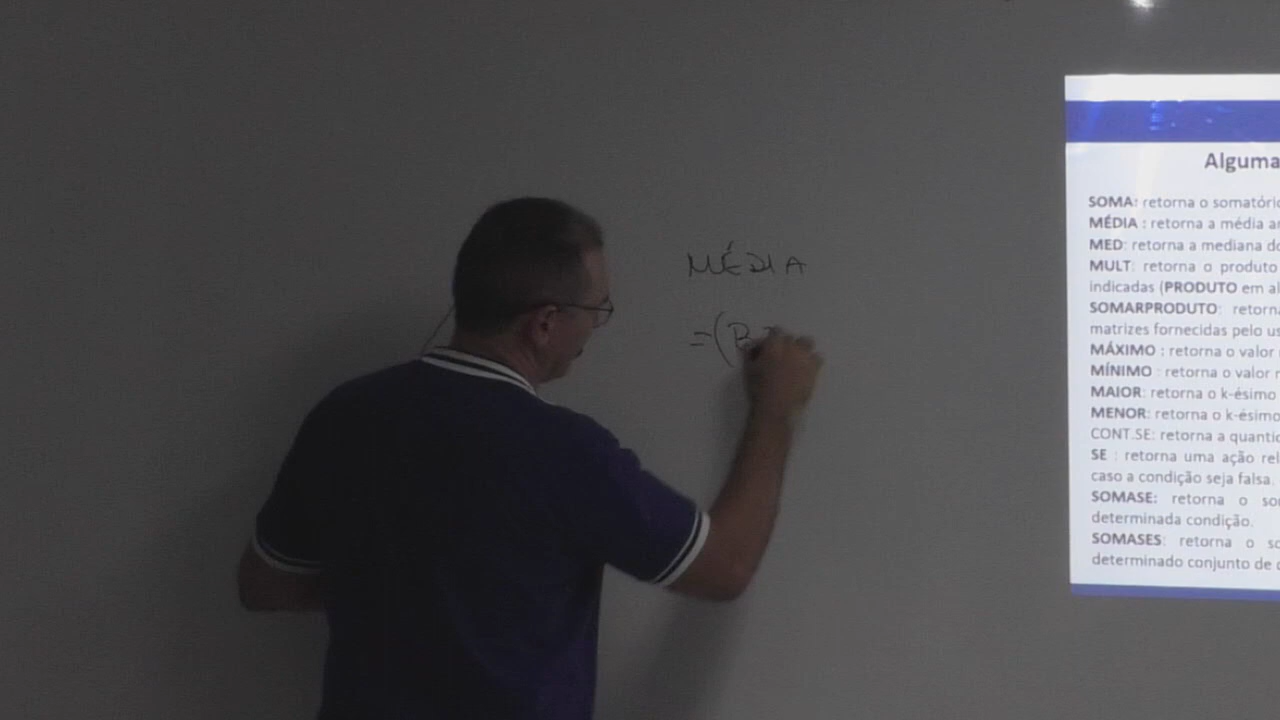 MÉDIA
=(B
Alguma
SOMA: retorna o somatóri
MÉDIA : retorna a média a
MED: retorna a mediana do
MULT: retorna o produto
indicadas (PRODUTO em al
SOMARPRODUTO: retorn
matrizes fornecidas pelo us
MÁXIMO : retorna o valor
MÍNIMO : retorna o valor
MAIOR: retorna o k-ésimo
MENOR: retorna o k-ésimo
CONT.SE: retorna a quanti
SE : retorna uma ação rel
caso a condição seja falsa.
SOMASE: retorna o so
determinada condição.
SOMASES: retorna o so
determinado conjunto de